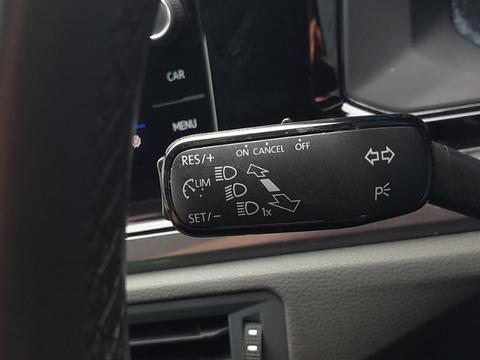 CAR
MENU
RES/+
ON CANCEL OFF
LIM
SET/-
1x
P